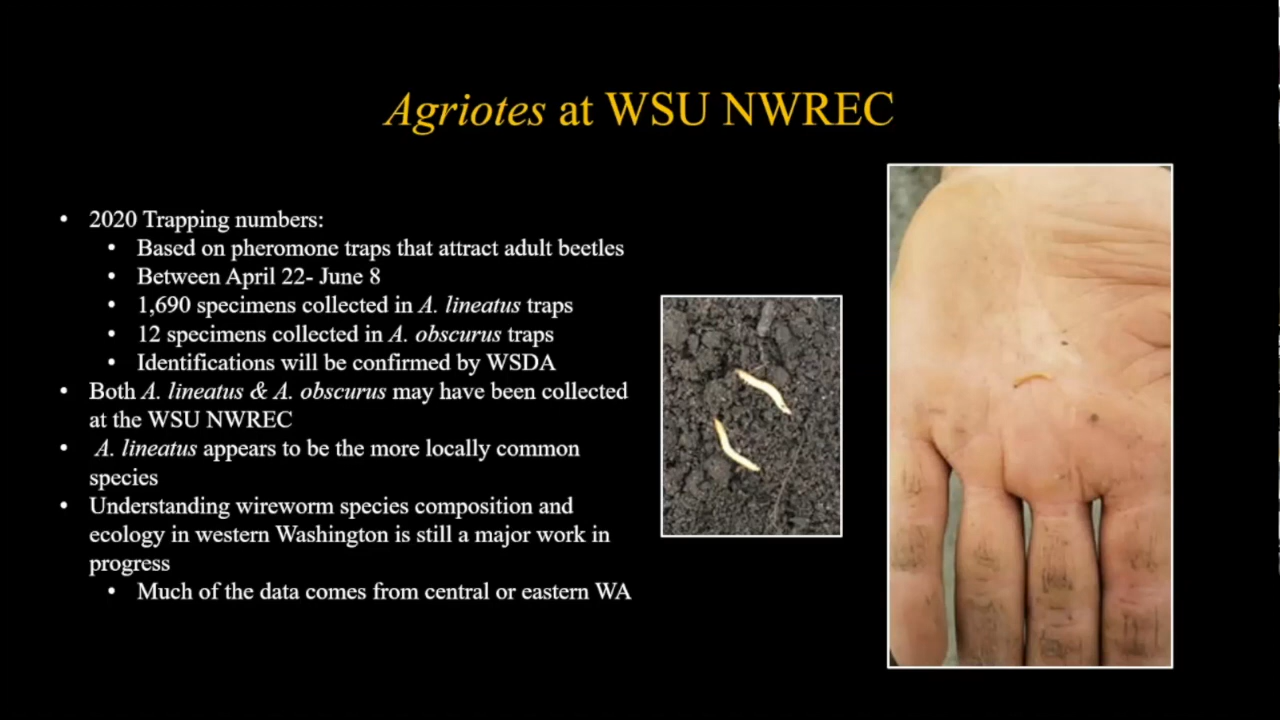 Agriotes at WSU NWREC
• 2020 Trapping numbers:
• Based on pheromone traps that attract adult beetles
• Between April 22- June 8
• 1,690 specimens collected in A. lineatus traps
• 12 specimens collected in A. obscurus traps
• Identifications will be confirmed by WSDA
• Both A. lineatus & A. obscurus may have been collected
at the WSU NWREC
• A. lineatus appears to be the more locally common
species
• Understanding wireworm species composition and
ecology in western Washington is still a major work in
progress
• Much of the data comes from central or eastern WA